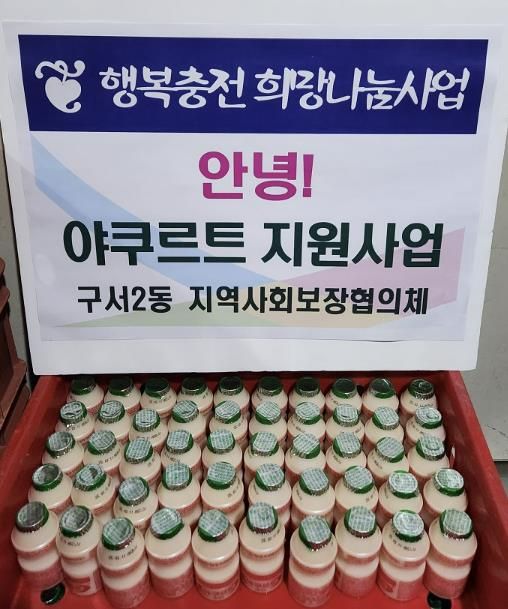 행복충전 희망나눔사업
안녕!
야쿠르트 지원사업
구서2동 지역사회보장협의체